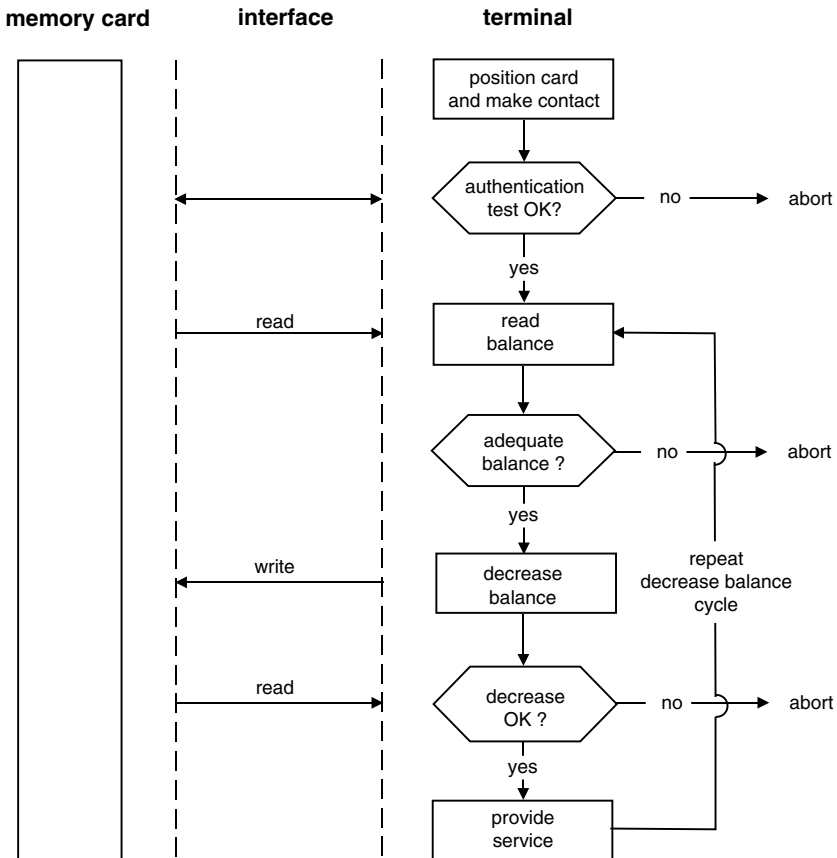 memory card
interface
terminal
position card
and make contact
authentication
test OK?
no
abort
yes
read
read
balance
adequate
balance ?
no
abort
yes
write
decrease
balance
repeat
decrease balance
cycle
read
decrease
OK ?
no
abort
yes
provide
service